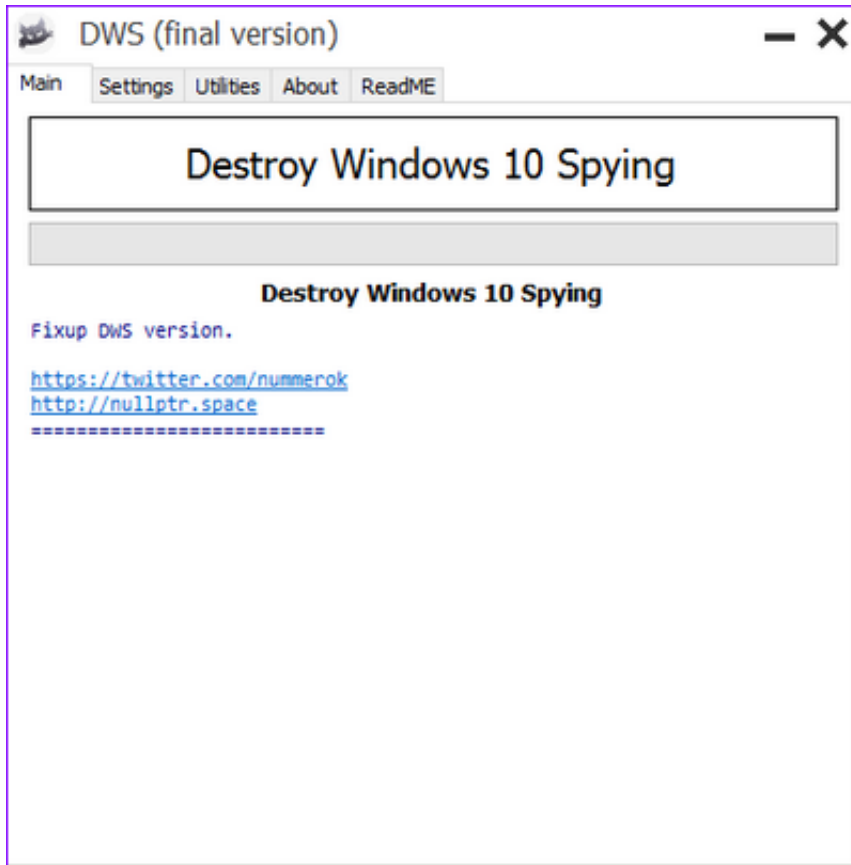 DWS (final version)
Main Settings Utilities About ReadME
Destroy Windows 10 Spying
Destroy Windows 10 Spying
Fixup DWS version.
https://twitter.com/nummerok
http://nullptr.space
==========================